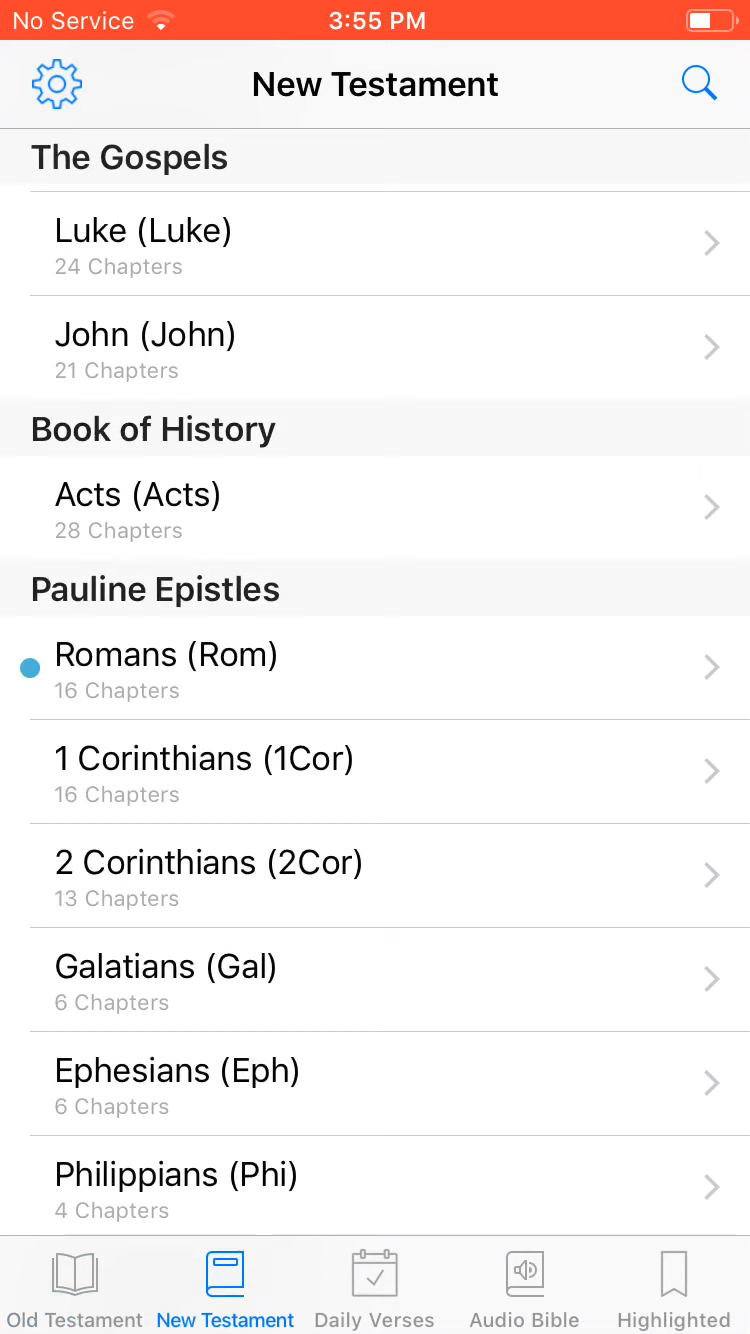 No Service 3:55 PM
New Testament
The Gospels
Luke (Luke)
24 Chapters
John (John)
21 Chapters
Book of History
Acts (Acts)
28 Chapters
Pauline Epistles
Romans (Rom)
16 Chapters
1 Corinthians (1Cor)
16 Chapters
2 Corinthians (2Cor)
13 Chapters
Galatians (Gal)
6 Chapters
Ephesians (Eph)
6 Chapters
Philippians (Phi)
4 Chapters
Old Testament New Testament Daily Verses Audio Bible Highlighted